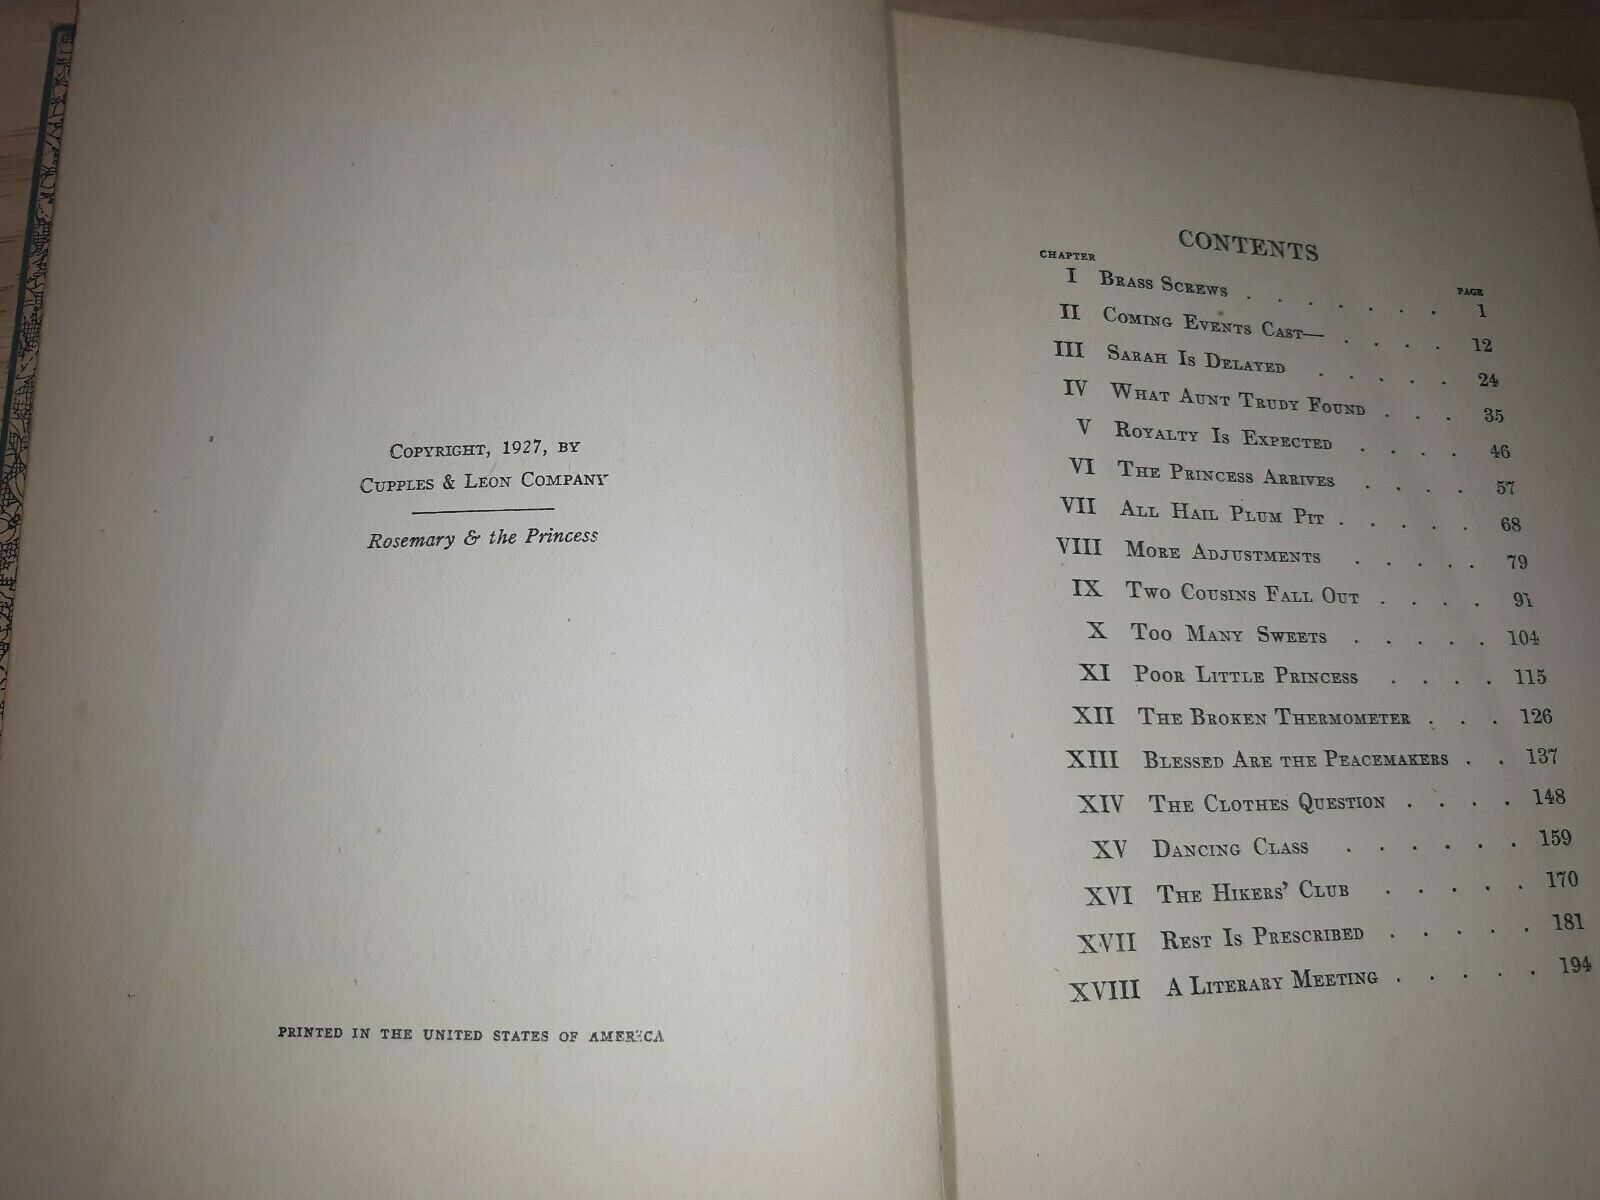 COPYRIGHT, 1927, BY
CUPPLES & LEON COMPANY
Rosemary & the Princess
PRINTED IN THE UNITED STATES OF AMERICA
CONTENTS
CHAPTER PAGE
I BRASS SCREWS . . . . . . . 1
II COMING EVENTS CAST— . . . . 12
III SARAH IS DELAYED . . . . . 24
IV WHAT AUNT TRUDY FOUND . . . 35
V ROYALTY IS EXPECTED . . . . 46
VI THE PRINCESS ARRIVES . . . . 57
VII ALL HAIL PLUM PIT . . . . . 68
VIII MORE ADJUSTMENTS . . . . . 79
IX TWO COUSINS FALL OUT . . . . 91
X TOO MANY SWEETS . . . . . 104
XI POOR LITTLE PRINCESS . . . . 115
XII THE BROKEN THERMOMETER . . . 126
XIII BLESSED ARE THE PEACEMAKERS . . 137
XIV THE CLOTHES QUESTION . . . . 148
XV DANCING CLASS . . . . . . 159
XVI THE HIKERS' CLUB . . . . . 170
XVII REST IS PRESCRIBED . . . . . 181
XVIII A LITERARY MEETING . . . . . 194